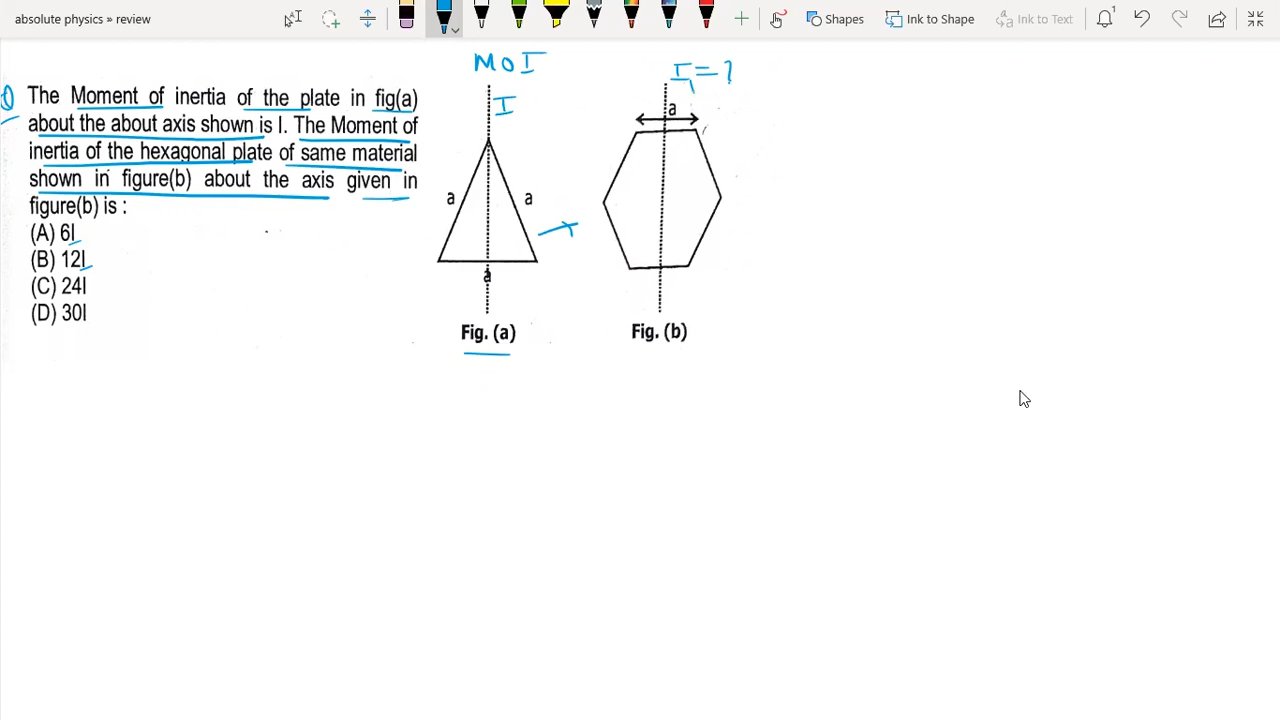 absolute physics » review
Shapes
Ink to Shape
Ink to Text
MoI
I₁=?
The Moment of inertia of the plate in fig(a)
about the about axis shown is I. The Moment of
inertia of the hexagonal plate of same material
shown in figure(b) about the axis given in
figure(b) is :
(A) 6I
(B) 12I
(C) 24I
(D) 30I
I
a
a
a
a
Fig. (a)
Fig. (b)